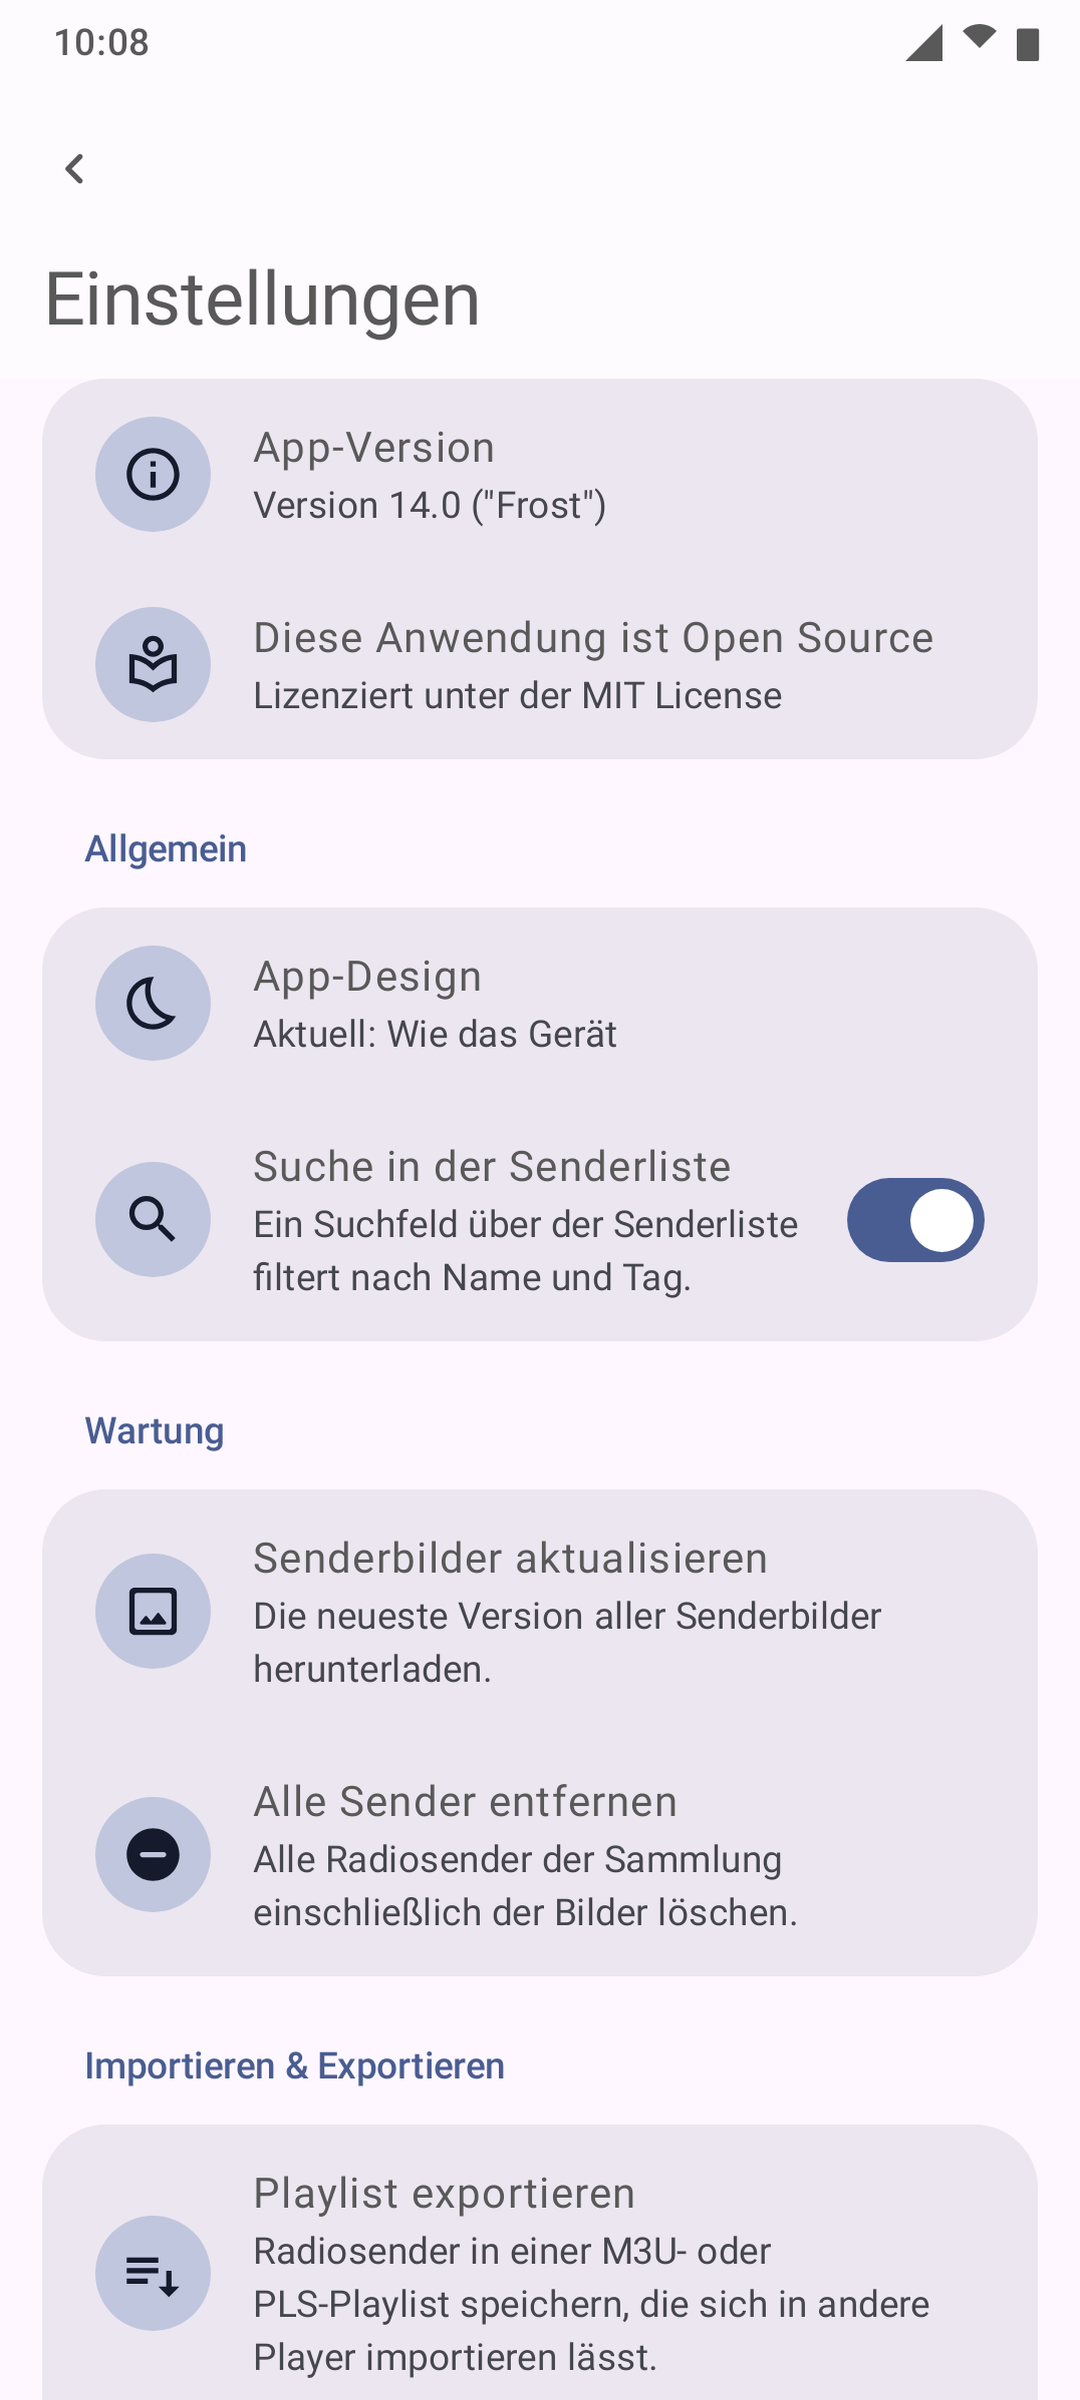 10:08
Einstellungen
App-Version
Version 14.0 ("Frost")
Diese Anwendung ist Open Source
Lizenziert unter der MIT License
Allgemein
App-Design
Aktuell: Wie das Gerät
Suche in der Senderliste
Ein Suchfeld über der Senderliste
filtert nach Name und Tag.
Wartung
Senderbilder aktualisieren
Die neueste Version aller Senderbilder
herunterladen.
Alle Sender entfernen
Alle Radiosender der Sammlung
einschließlich der Bilder löschen.
Importieren & Exportieren
Playlist exportieren
Radiosender in einer M3U- oder
PLS-Playlist speichern, die sich in andere
Player importieren lässt.